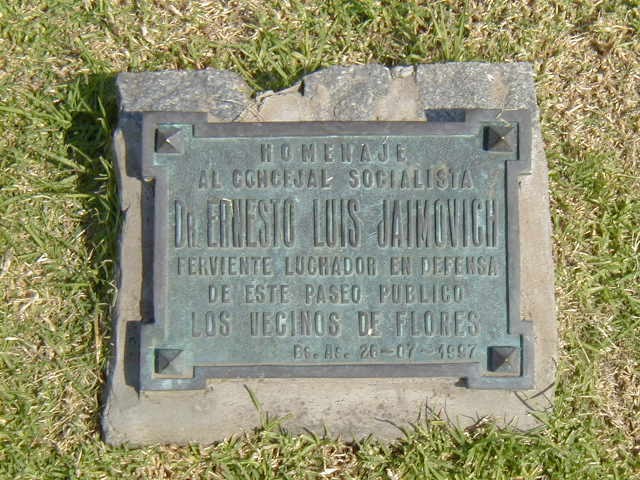 HOMENAJE
AL CONCEJAL SOCIALISTA
DR. ERNESTO LUIS JAIMOVICH
FERVIENTE LUCHADOR EN DEFENSA
DE ESTE PASEO PUBLICO
LOS VECINOS DE FLORES
BS. AS. 26-07-1997